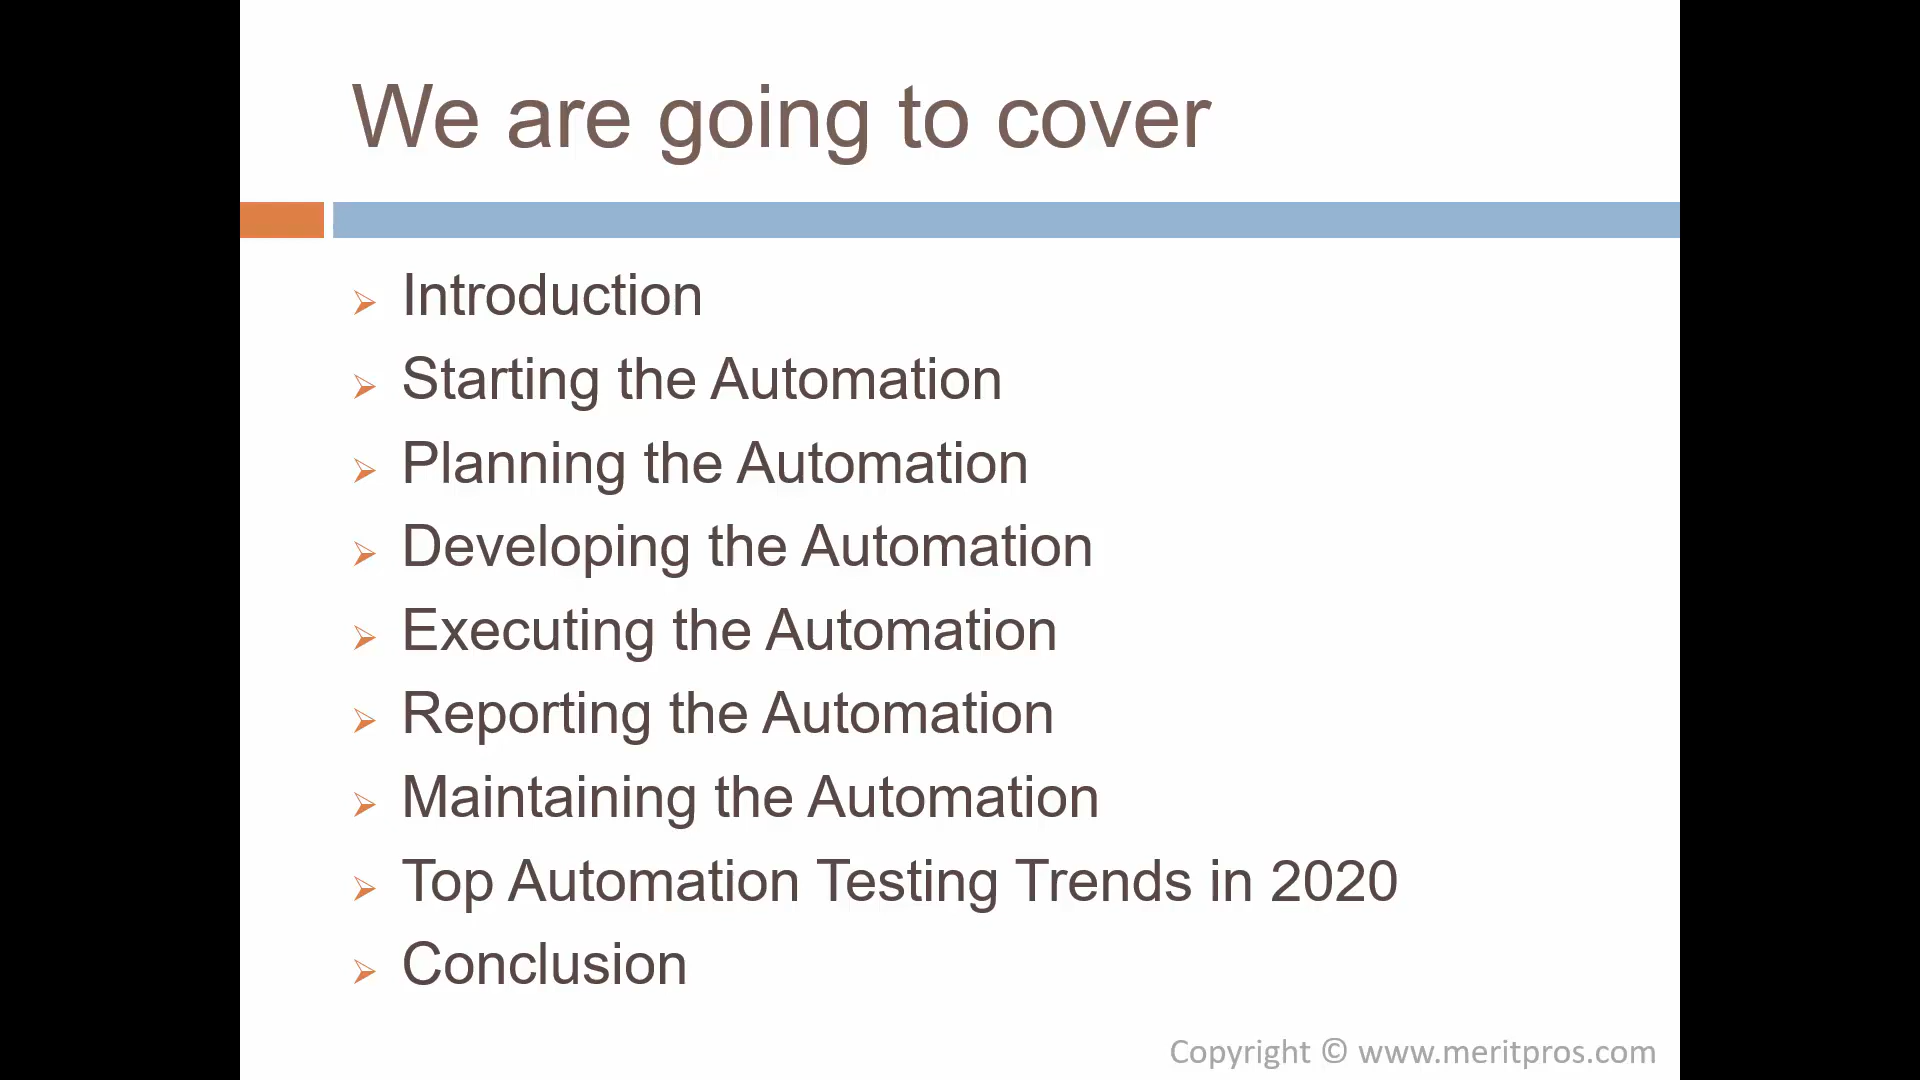 We are going to cover
Introduction
Starting the Automation
Planning the Automation
Developing the Automation
Executing the Automation
Reporting the Automation
Maintaining the Automation
Top Automation Testing Trends in 2020
Conclusion
Copyright © www.meritpros.com